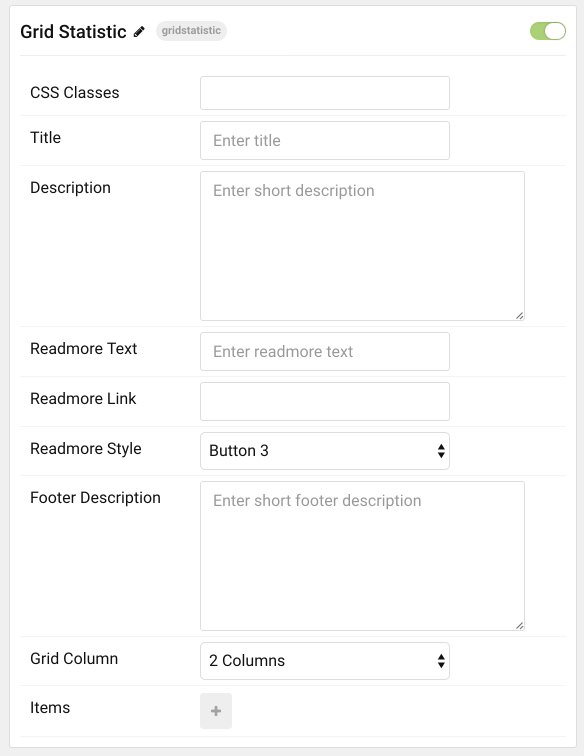 Grid Statistic gridstatistic
CSS Classes
Title Enter title
Description Enter short description
Readmore Text Enter readmore text
Readmore Link
Readmore Style Button 3
Footer Description Enter short footer description
Grid Column 2 Columns
Items +